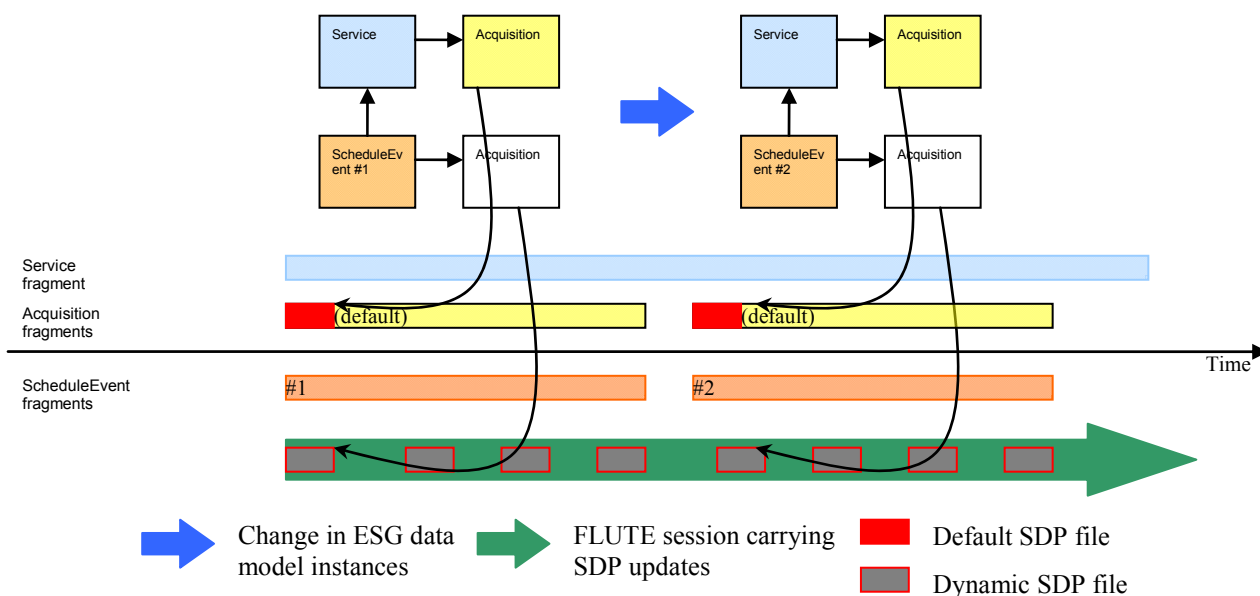 Service
Acquisition
Service
Acquisition
ScheduleEv
ent #1
Acquisition
ScheduleEv
ent #2
Acquisition
Service
fragment
Acquisition
fragments
(default)
(default)
Time
ScheduleEvent
fragments
#1
#2
Change in ESG data
model instances
FLUTE session carrying
SDP updates
Default SDP file
Dynamic SDP file